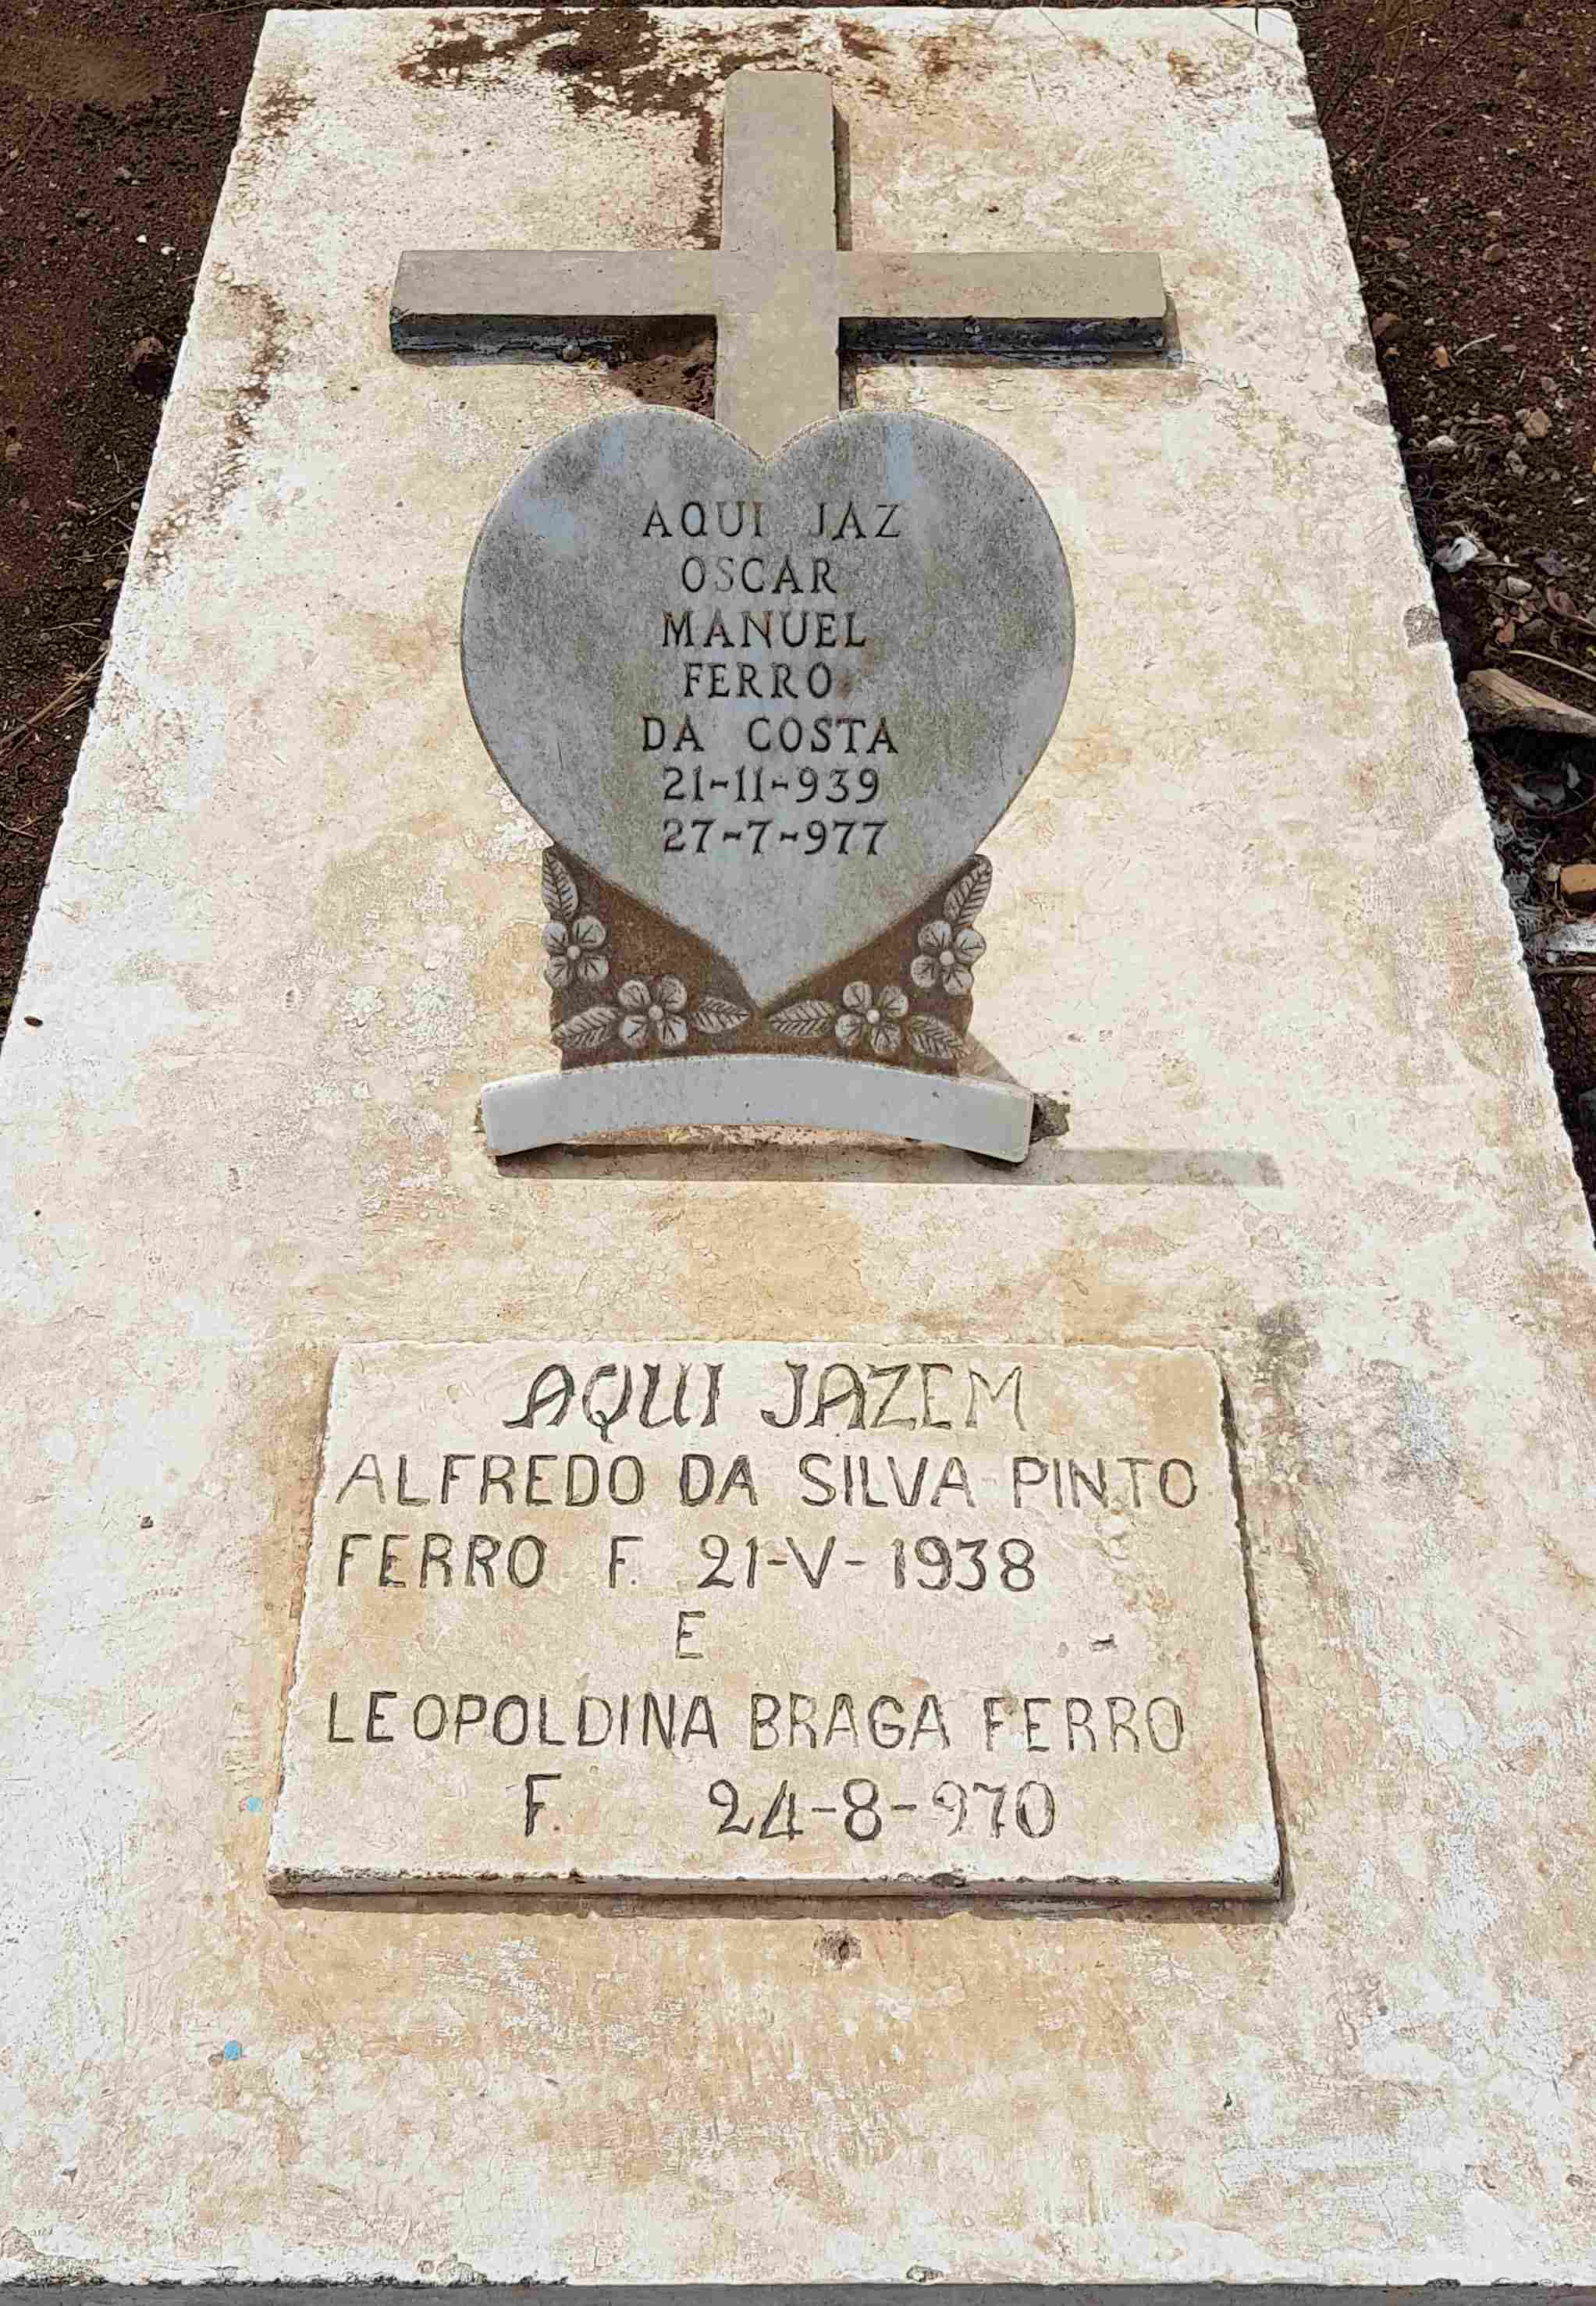 AQUI JAZ
OSCAR
MANUEL
FERRO
DA COSTA
21-11-939
27-7-977
AQUI JAZEM
ALFREDO DA SILVA PINTO
FERRO F. 21-V-1938
E
LEOPOLDINA BRAGA FERRO
F. 24-8-970